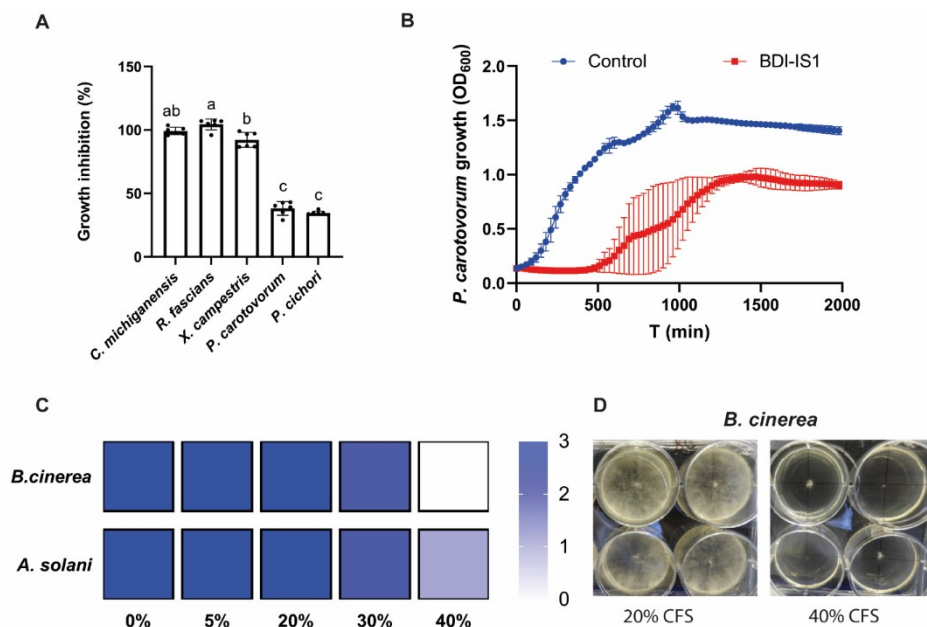 A
Growth inhibition (%)
150
100
50
0
ab
a
b
c
c
C. michiganensis
R. fascians
X. campestris
P. carotovorum
P. cichori
B
Control
BDI-IS1
P. carotovorum growth (OD600)
2.0
1.5
1.0
0.5
0.0
0
500
1000
1500
2000
T (min)
C
B.cinerea
A. solani
0%
5%
20%
30%
40%
3
2
1
0
D
B. cinerea
20% CFS
40% CFS